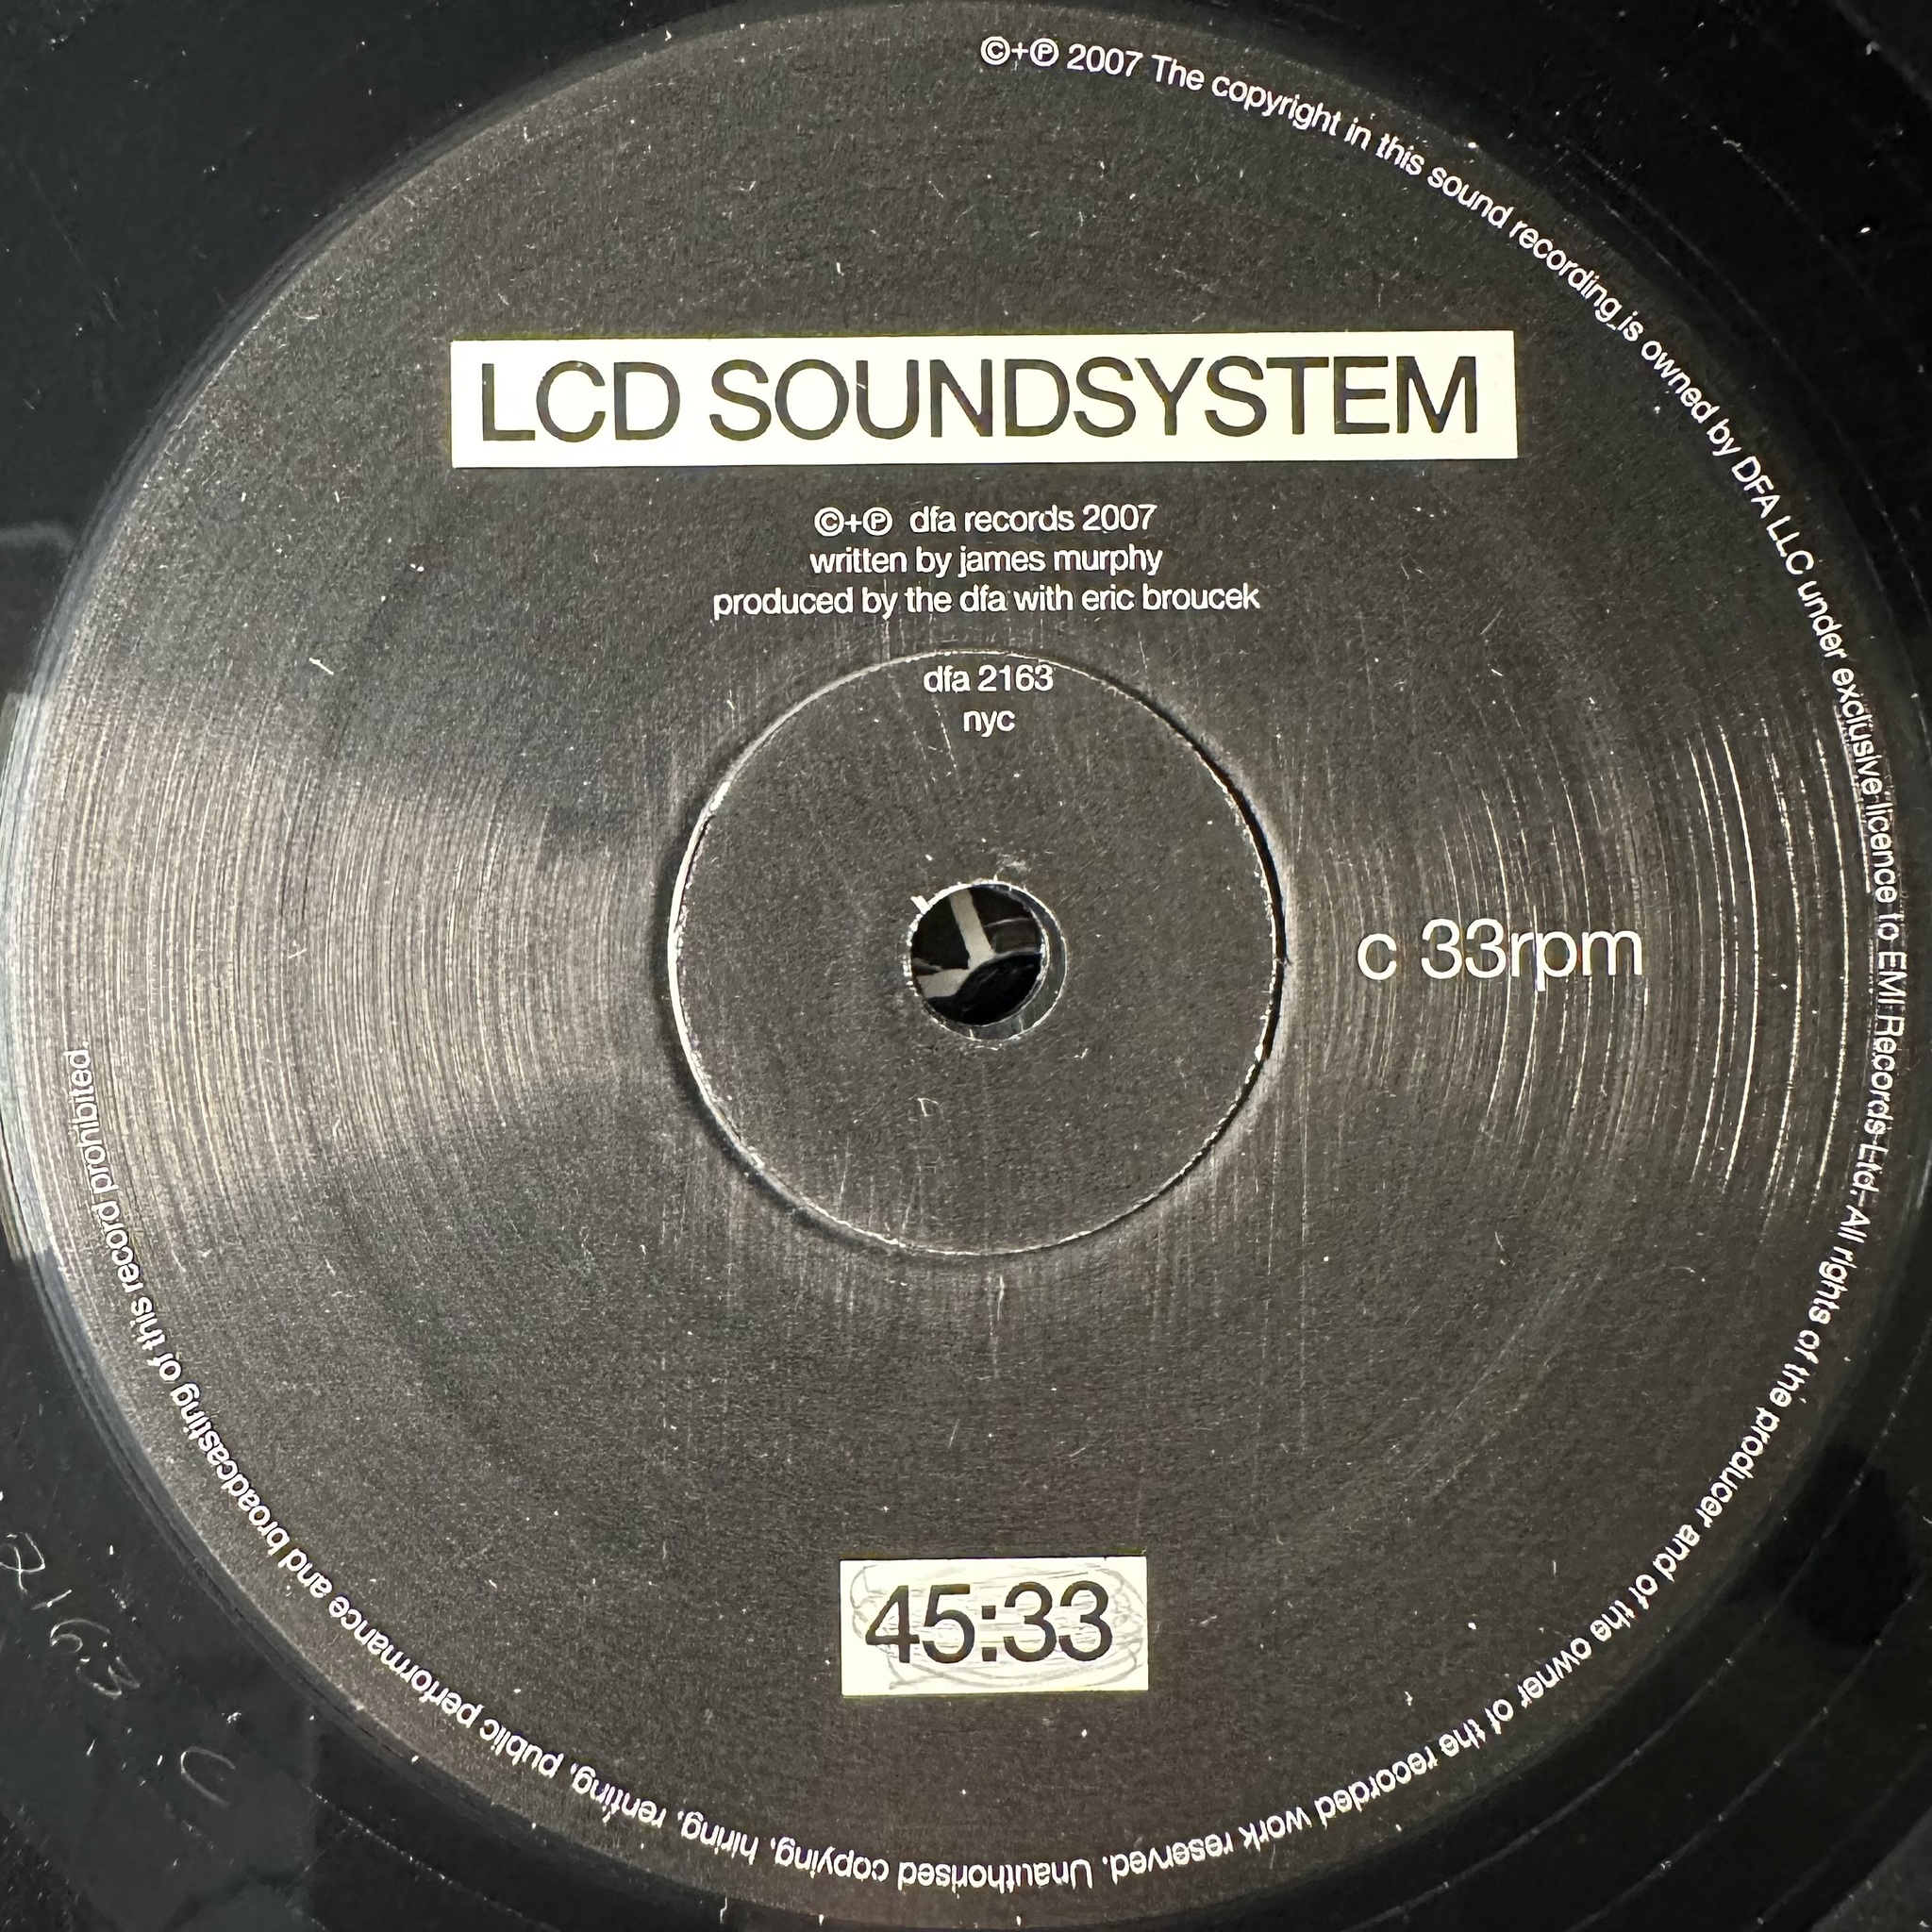 LCD SOUNDSYSTEM
©+℗ dfa records 2007
written by james murphy
produced by the dfa with eric broucek
dfa 2163
nyc
c 33rpm
45:33
©+℗ 2007 The copyright in this sound recording is owned by DFA LLC under exclusive licence to EMI Records Ltd. All rights of the producer and of the owner of the recorded work reserved. Unauthorised copying, hiring, renting, public performance and broadcasting of this record prohibited.
2163